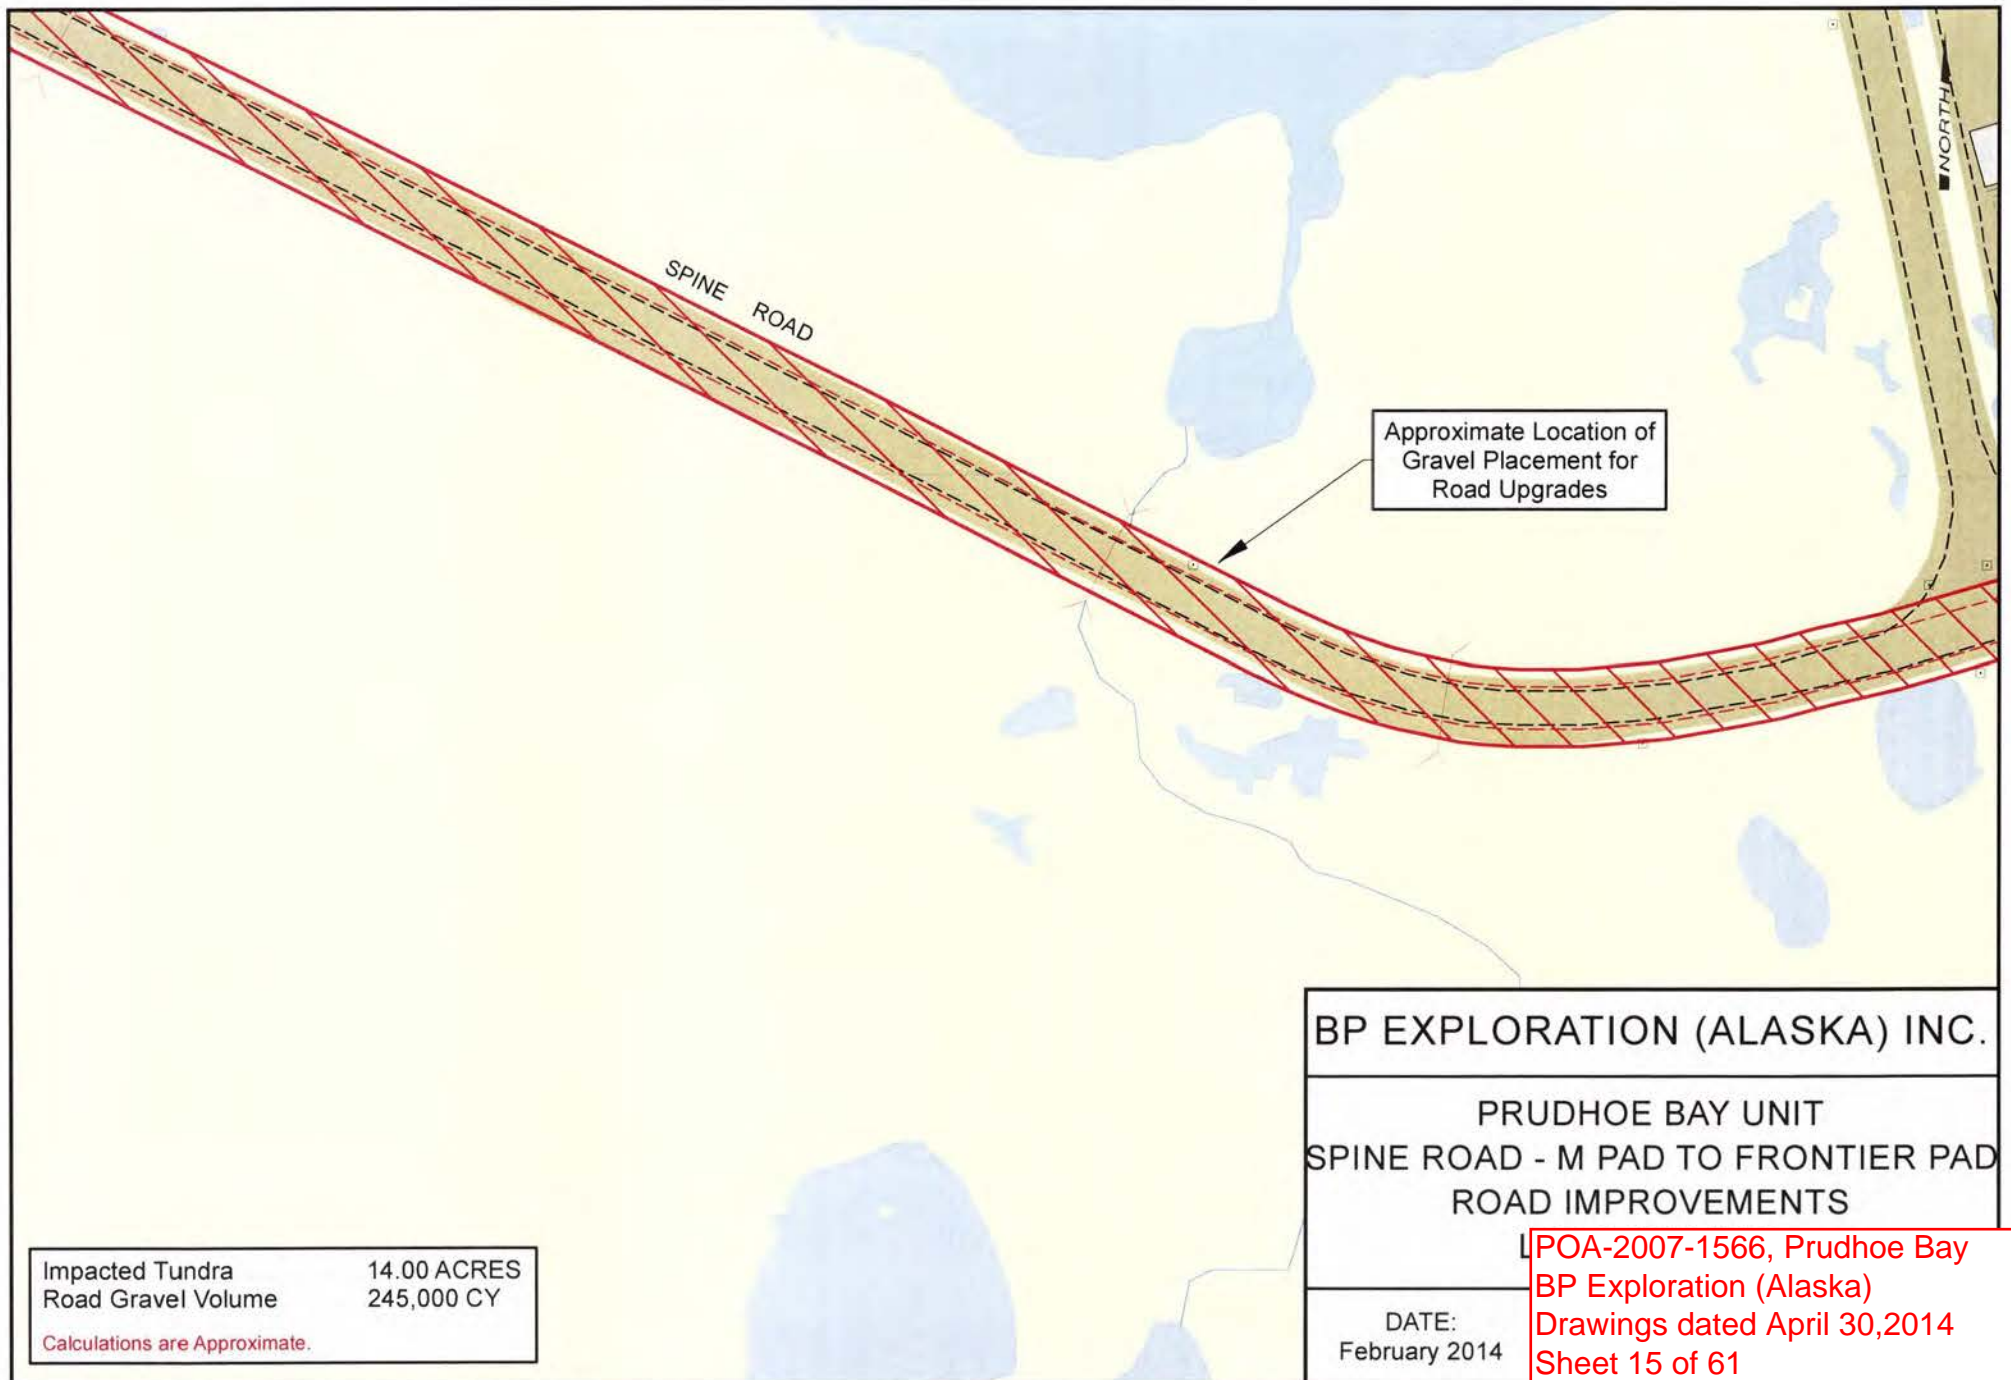 NORTH
SPINE ROAD
Approximate Location of
Gravel Placement for
Road Upgrades
BP EXPLORATION (ALASKA) INC.
PRUDHOE BAY UNIT
SPINE ROAD - M PAD TO FRONTIER PAD
ROAD IMPROVEMENTS
DATE:
February 2014
POA-2007-1566, Prudhoe Bay
BP Exploration (Alaska)
Drawings dated April 30,2014
Sheet 15 of 61
Impacted Tundra 14.00 ACRES
Road Gravel Volume 245,000 CY
Calculations are Approximate.